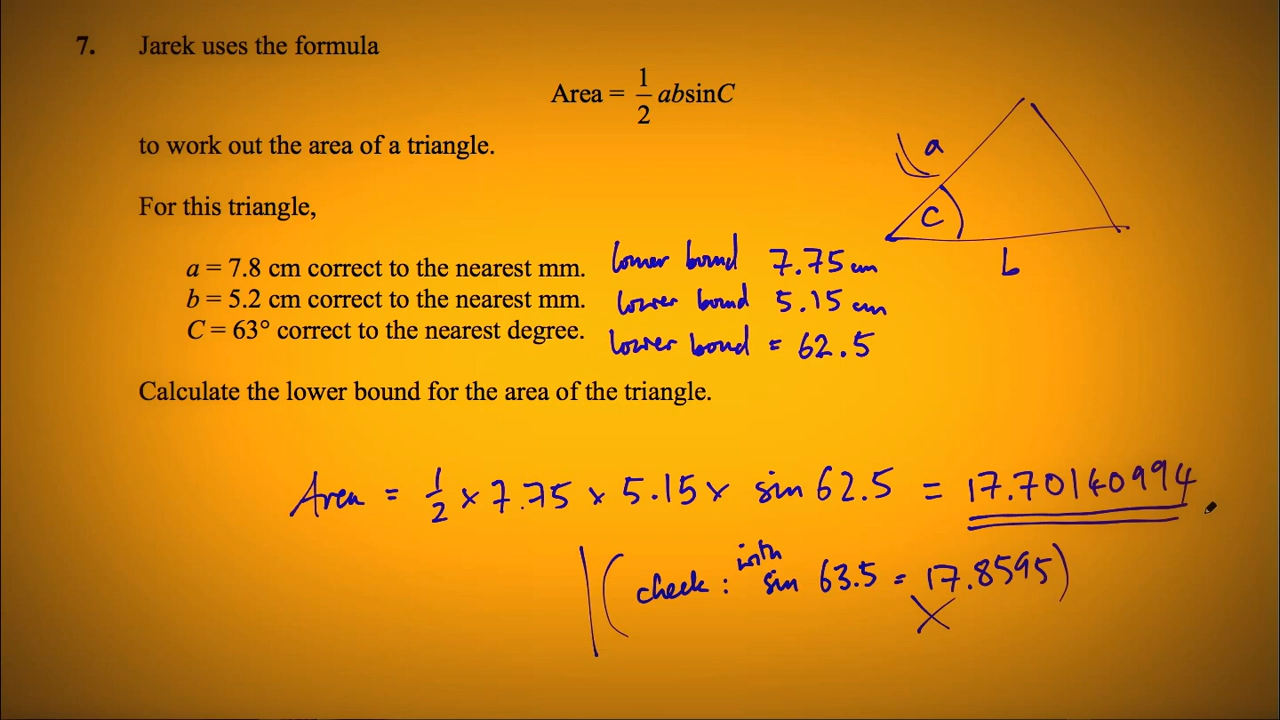 7. Jarek uses the formula
Area = 1/2 absinC
to work out the area of a triangle.
a
C
b
For this triangle,
a = 7.8 cm correct to the nearest mm. lower bound 7.75 cm
b = 5.2 cm correct to the nearest mm. lower bound 5.15 cm
C = 63° correct to the nearest degree. lower bond = 62.5
Calculate the lower bound for the area of the triangle.
Area = 1/2 × 7.75 × 5.15 × sin 62.5 = 17.70140994
(check: with sin 63.5 = 17.8595)